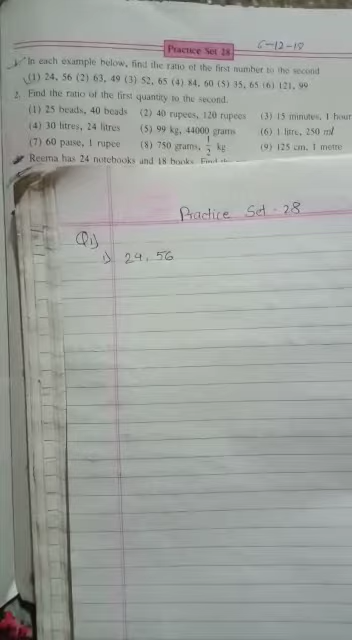 Practice Set 28
6-12-18
1. In each example below, find the ratio of the first number to the second
(1) 24, 56 (2) 63, 49 (3) 52, 65 (4) 84, 60 (5) 35, 65 (6) 121, 99
2. Find the ratio of the first quantity to the second.
(1) 25 beads, 40 beads (2) 40 rupees, 120 rupees (3) 15 minutes, 1 hour
(4) 30 litres, 24 litres (5) 99 kg, 44000 grams (6) 1 litre, 250 ml
(7) 60 paise, 1 rupee (8) 750 grams, 1/2 kg (9) 125 cm, 1 metre
Reema has 24 notebooks and 18 books. Find
Practice Set - 28
Q1)
1) 24, 56